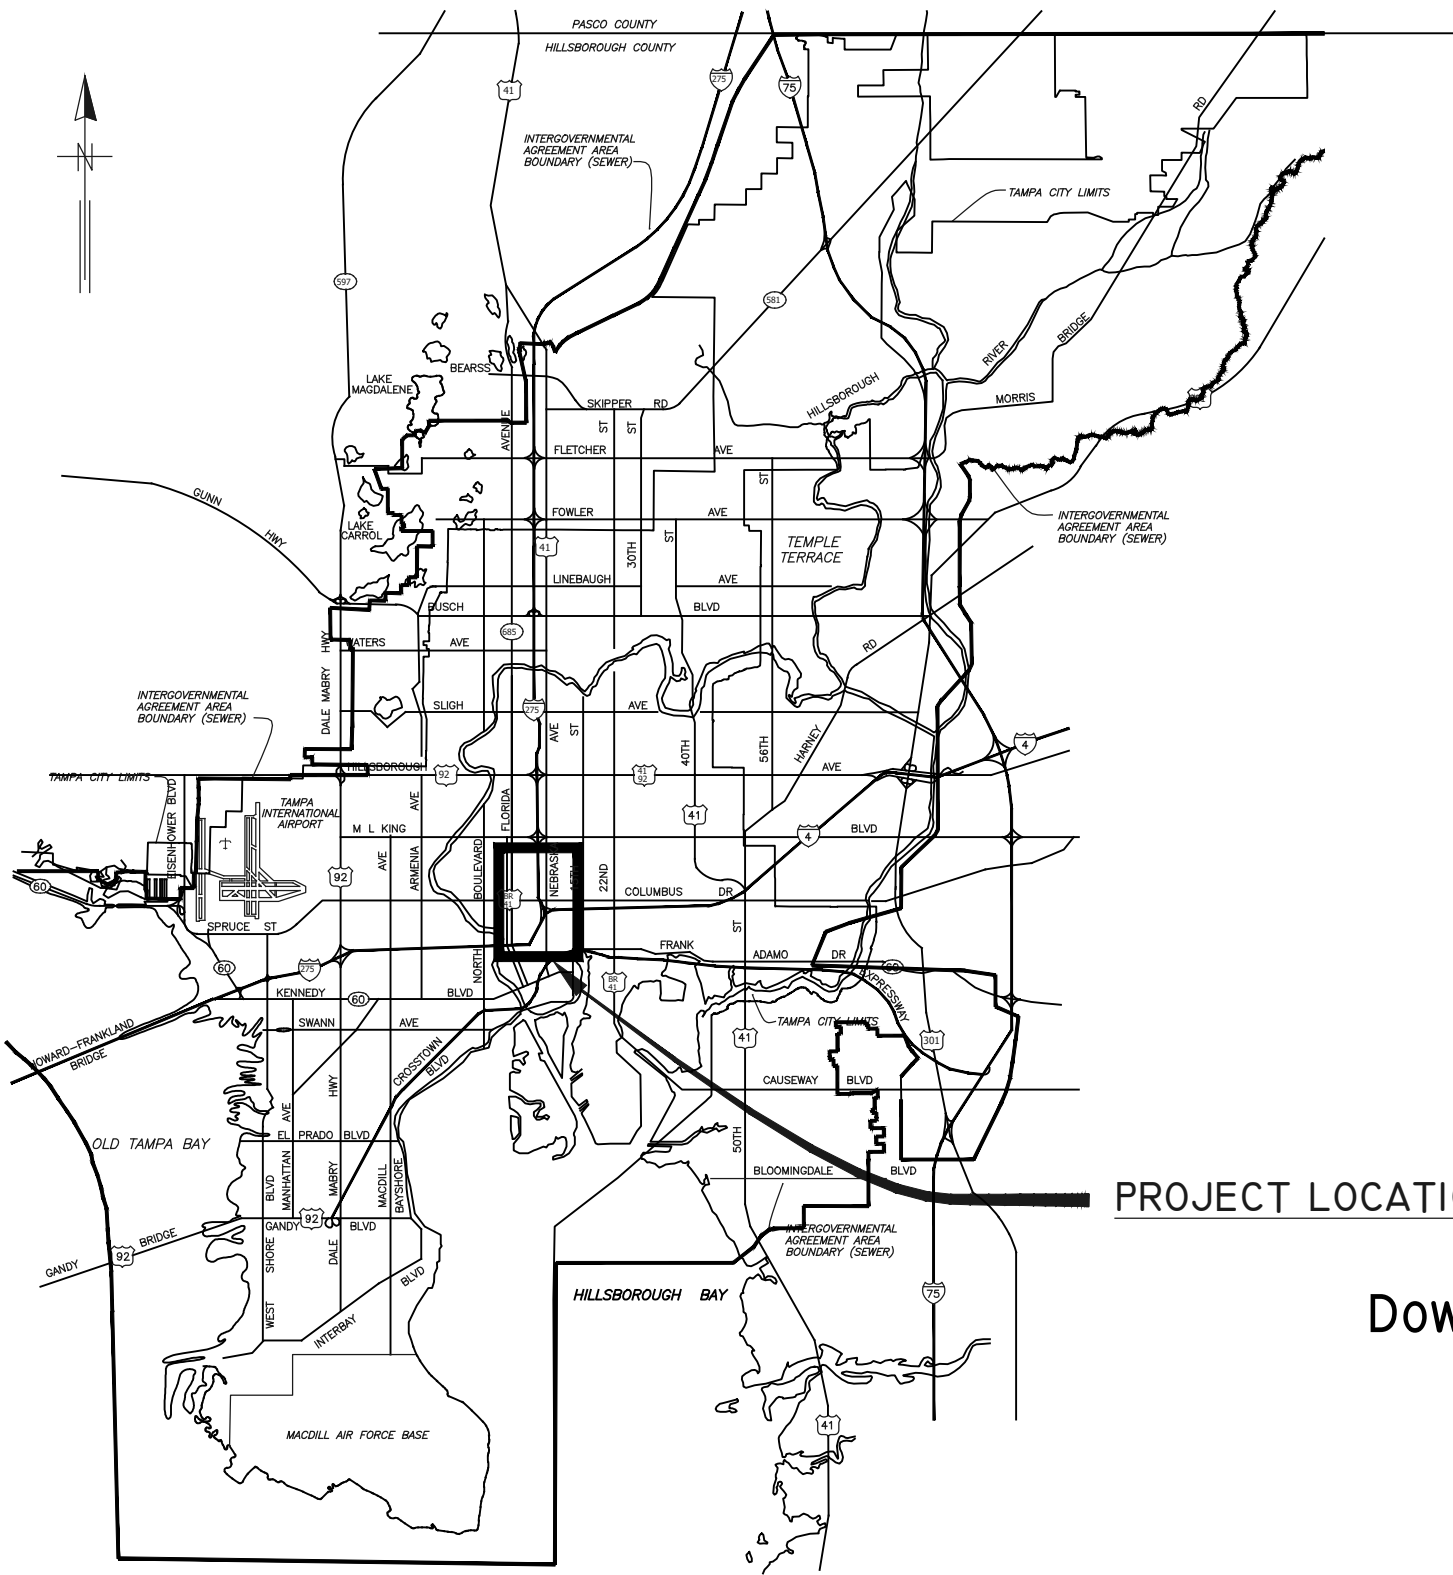 PASCO COUNTY
HILLSBOROUGH COUNTY
275
41
75
RD
INTERGOVERNMENTAL
AGREEMENT AREA
BOUNDARY (SEWER)
N
TAMPA CITY LIMITS
597
581
BRIDGE
RIVER
BEARSS
LAKE
MAGDALENE
HILLSBOROUGH
MORRIS
SKIPPER RD
AVENUE
ST
ST
FLETCHER AVE
ST
GUNN
HWY
LAKE
CARROL
FOWLER AVE
INTERGOVERNMENTAL
AGREEMENT AREA
BOUNDARY (SEWER)
41
30TH
ST
TEMPLE
TERRACE
LINEBAUGH AVE
BUSCH BLVD
685
DALE MABRY HWY
AVE
RD
INTERGOVERNMENTAL
AGREEMENT AREA
BOUNDARY (SEWER)
SLIGH AVE
275
AVE
ST
40TH
56TH
HARNEY
4
TAMPA CITY LIMITS
HILLSBOROUGH
92
41
92
AVE
EISENHOWER BLVD
TAMPA
INTERNATIONAL
AIRPORT
AVE
FLORIDA
41
M L KING
4
BLVD
AVE
ARMENIA
BOULEVARD
NEBRASKA
15TH
22ND
60
92
BR
41
COLUMBUS DR
SPRUCE ST
ST
60
275
NORTH
FRANK
ADAMO DR
60
EXPRESSWAY
BR
41
KENNEDY
60
BLVD
SWANN AVE
TAMPA CITY LIMITS
HOWARD-FRANKLAND
BRIDGE
CROSSTOWN
BLVD
41
301
HWY
CAUSEWAY BLVD
AVE
OLD TAMPA BAY
EL PRADO BLVD
50TH
BLVD
MANHATTAN
MABRY
MACDILL
BAYSHORE
BLOOMINGDALE BLVD
PROJECT LOCATI
GANDY
92
BLVD
GANDY
BRIDGE
92
SHORE
DALE
INTERGOVERNMENTAL
AGREEMENT AREA
BOUNDARY (SEWER)
BLVD
WEST
INTERBAY
HILLSBOROUGH BAY
75
Dow
41
MACDILL AIR FORCE BASE